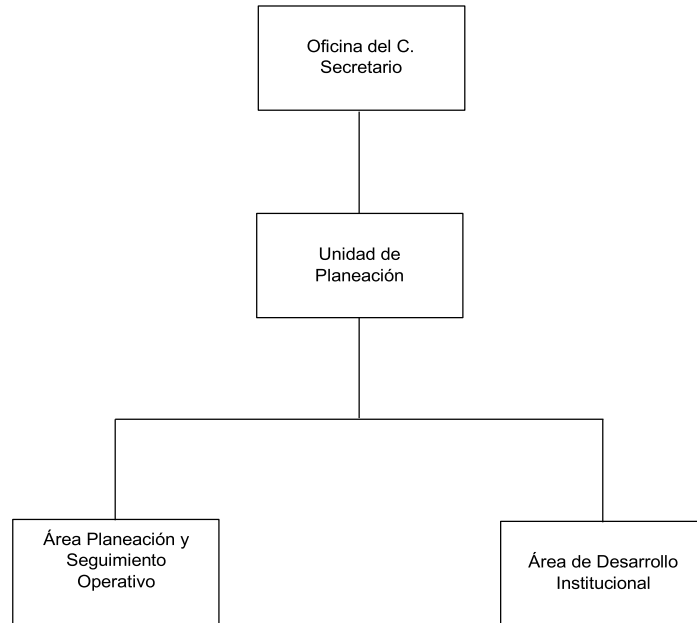 Oficina del C.
Secretario
Unidad de
Planeación
Área Planeación y
Seguimiento
Operativo
Área de Desarrollo
Institucional